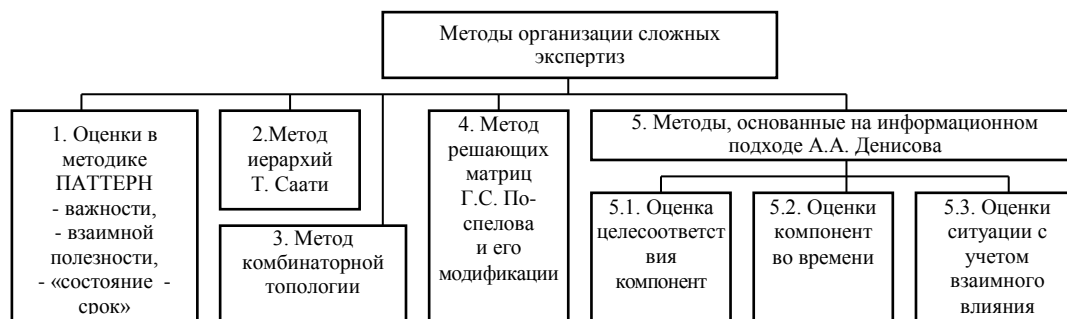 Методы организации сложных
экспертиз
1. Оценки в
методике
ПАТТЕРН
- важности,
- взаимной
полезности,
- «состояние -
срок»
2.Метод
иерархий
Т. Саати
3. Метод
комбинаторной
топологии
4. Метод
решающих
матриц
Г.С. По-
спелова
и его
модификации
5. Методы, основанные на информационном
подходе А.А. Денисова
5.1. Оценка
целесоответст
вия
компонент
5.2. Оценки
компонент
во времени
5.3. Оценки
ситуации с
учетом
взаимного
влияния